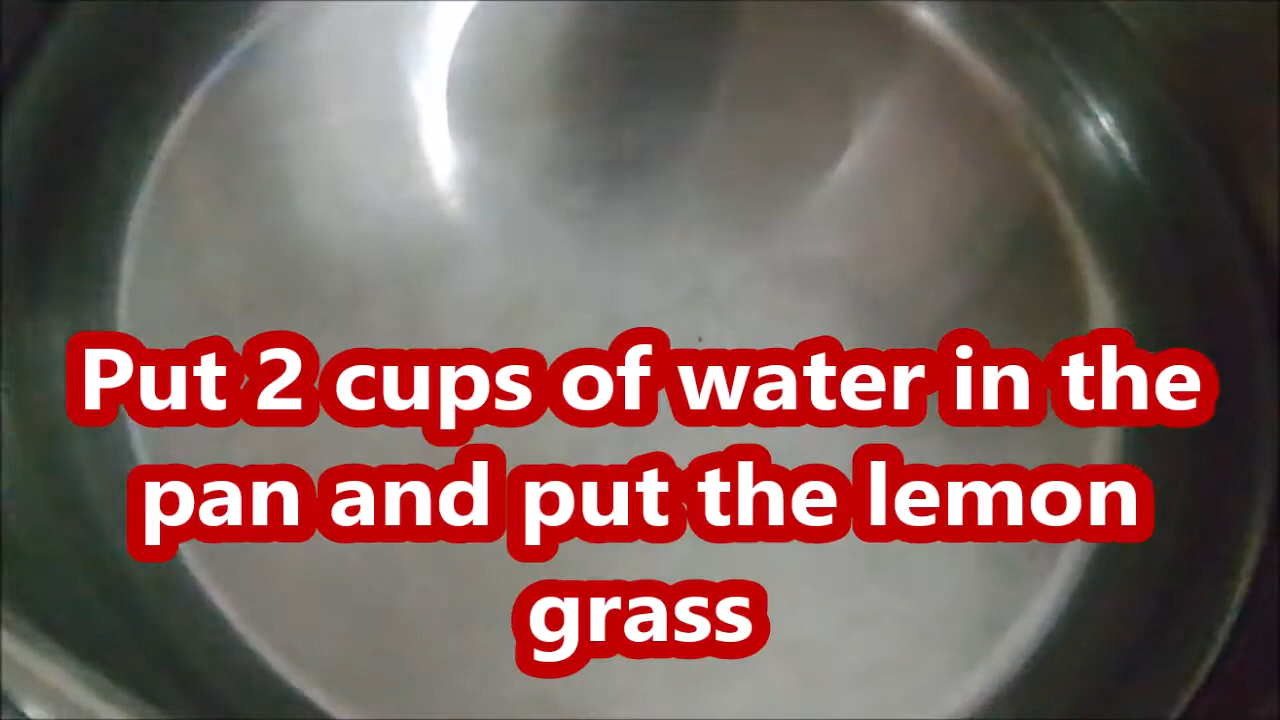 Put 2 cups of water in the
pan and put the lemon
grass